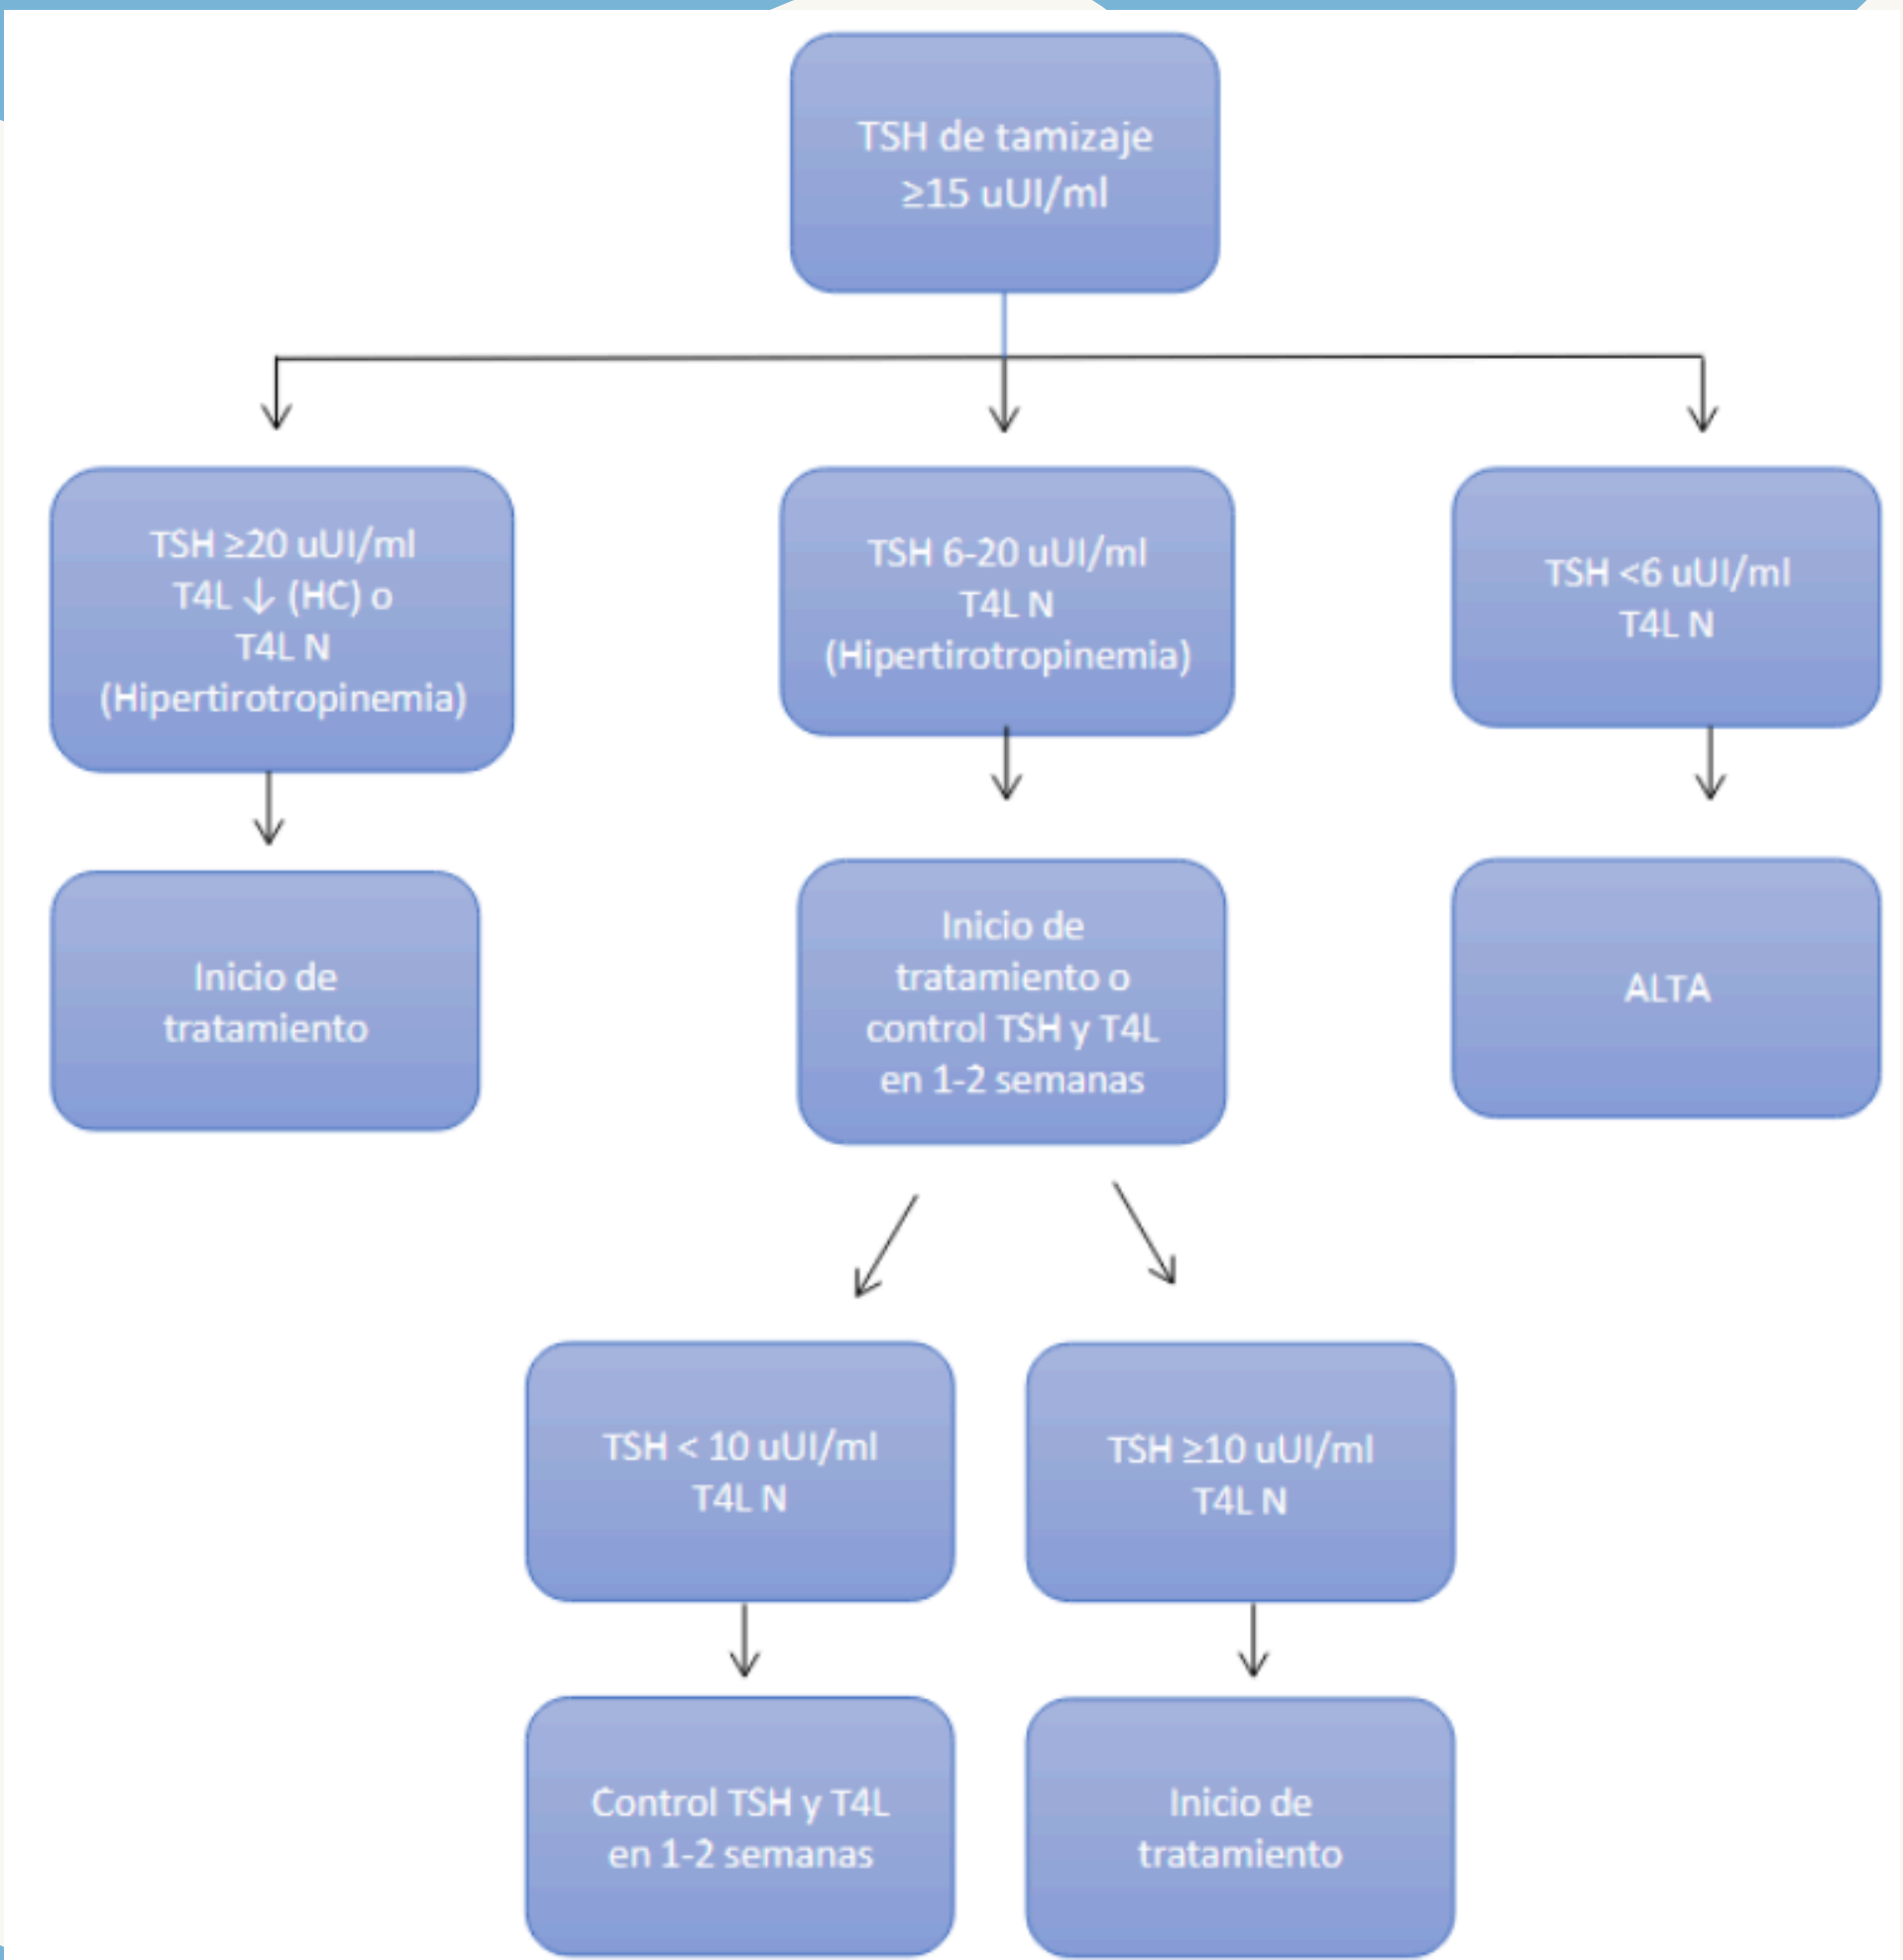 TSH de tamizaje
≥15 uUI/ml
TSH ≥20 uUI/ml
T4L ↓ (HC) o
T4L N
(Hipertirotropinemia)
TSH 6-20 uUI/ml
T4L N
(Hipertirotropinemia)
TSH <6 uUI/ml
T4L N
Inicio de
tratamiento
Inicio de
tratamiento o
control TSH y T4L
en 1-2 semanas
ALTA
TSH < 10 uUI/ml
T4L N
TSH ≥10 uUI/ml
T4L N
Control TSH y T4L
en 1-2 semanas
Inicio de
tratamiento